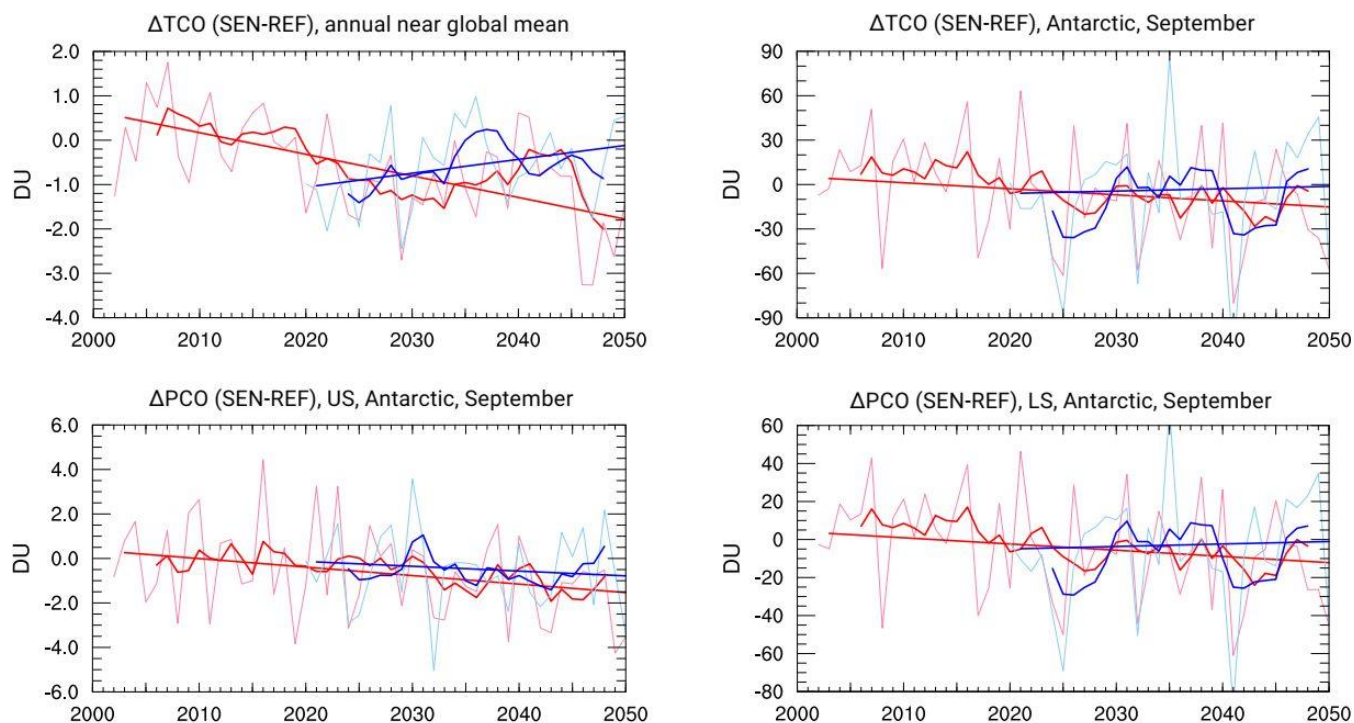 ΔTCO (SEN-REF), annual near global mean
DU
2.0
1.0
0.0
-1.0
-2.0
-3.0
-4.0
2000 2010 2020 2030 2040 2050
ΔTCO (SEN-REF), Antarctic, September
DU
90
60
30
0
-30
-60
-90
2000 2010 2020 2030 2040 2050
ΔPCO (SEN-REF), US, Antarctic, September
DU
6.0
4.0
2.0
0.0
-2.0
-4.0
-6.0
2000 2010 2020 2030 2040 2050
ΔPCO (SEN-REF), LS, Antarctic, September
DU
60
40
20
0
-20
-40
-60
-80
2000 2010 2020 2030 2040 2050